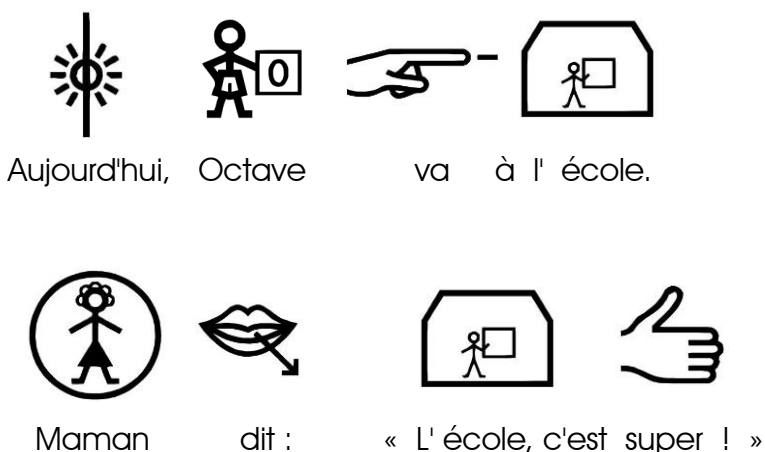 0
Aujourd'hui, Octave va à l' école.
Maman dit : « L' école, c'est super ! »